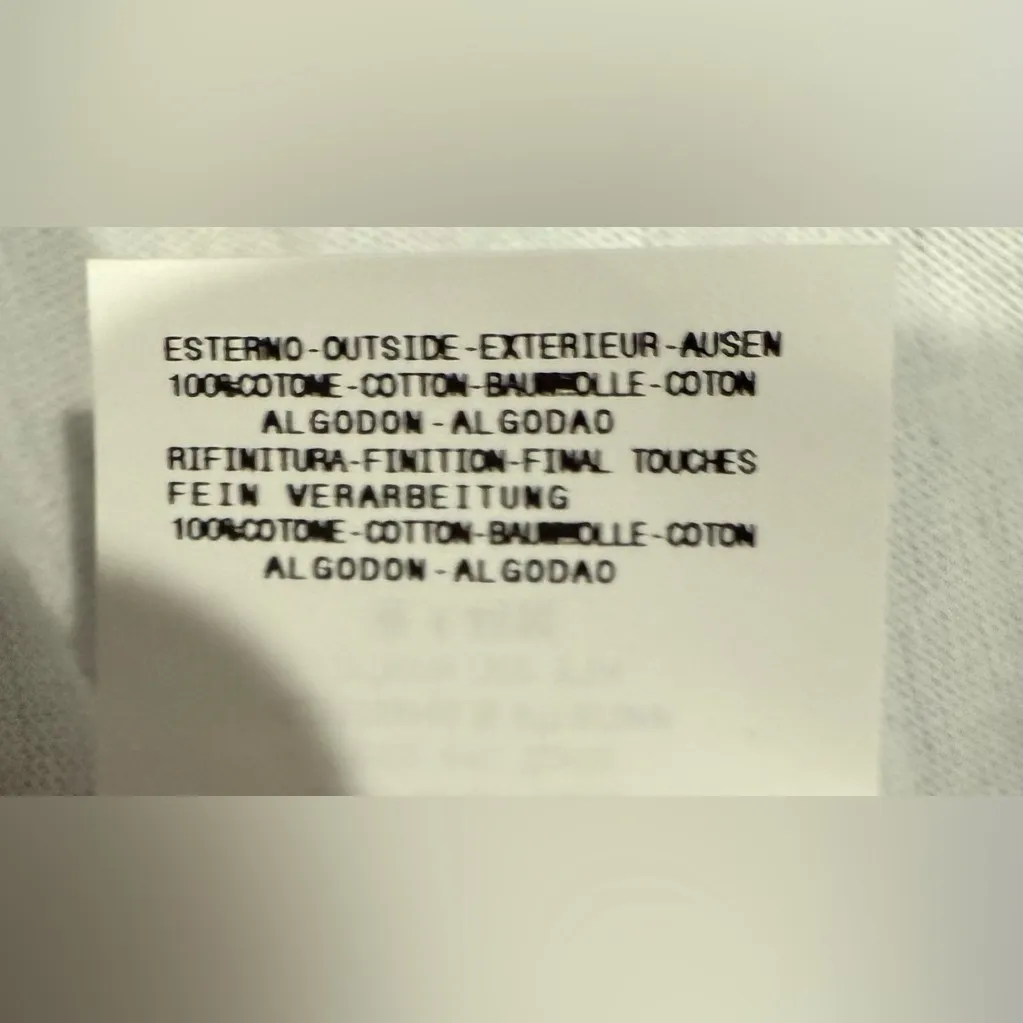 ESTERNO-OUTSIDE-EXTERIEUR-AUSEN
100%COTONE-COTTON-BAUMWOLLE-COTON
ALGODON-ALGODAO
RIFINITURA-FINITION-FINAL TOUCHES
FEIN VERARBEITUNG
100%COTONE-COTTON-BAUMWOLLE-COTON
ALGODON-ALGODAO